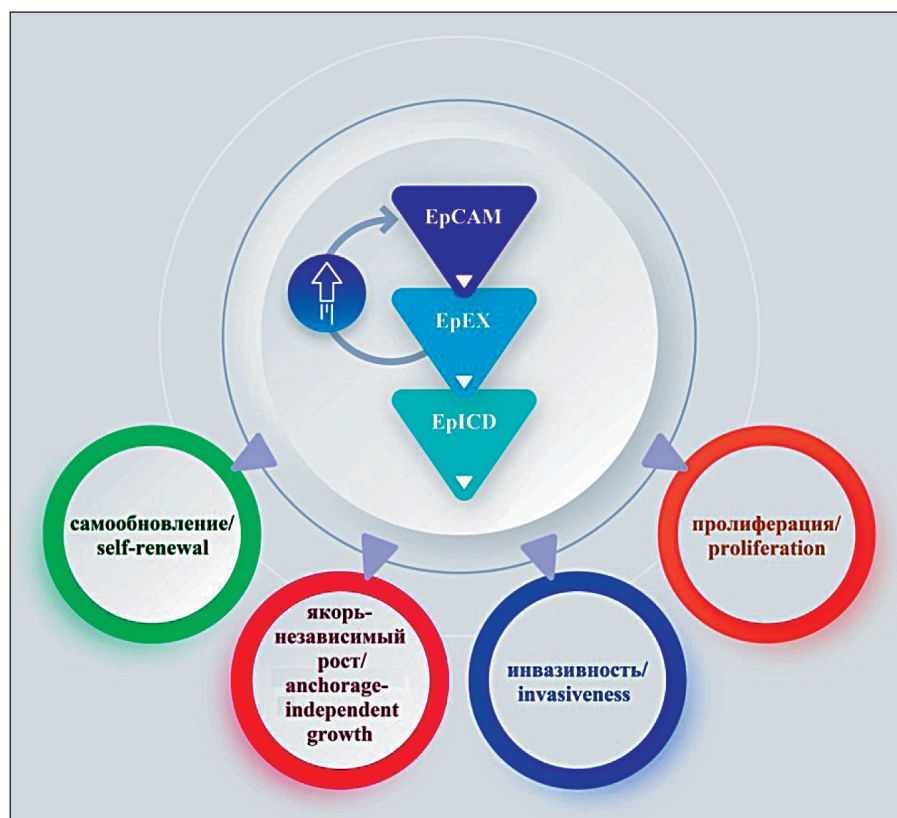 EpCAM
EpEX
EpICD
самообновление/
self-renewal
якорь-
независимый
рост/
anchorage-
independent
growth
инвазивность/
invasiveness
пролиферация/
proliferation